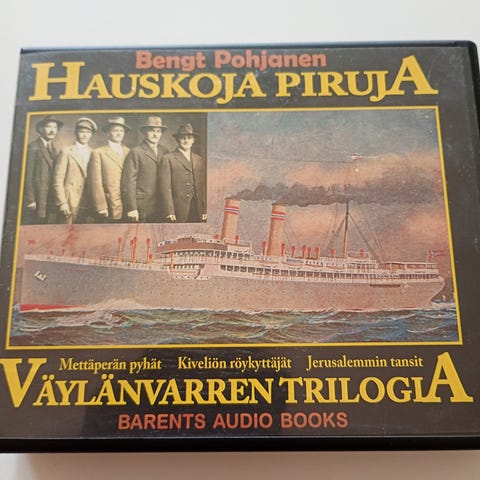 Bengt Pohjanen
HAUSKOJA PIRUJA
Mettäperän pyhät Kiveliön röykyttäjät Jerusalemmin tansit
VÄYLÄNVARREN TRILOGIA
BARENTS AUDIO BOOKS